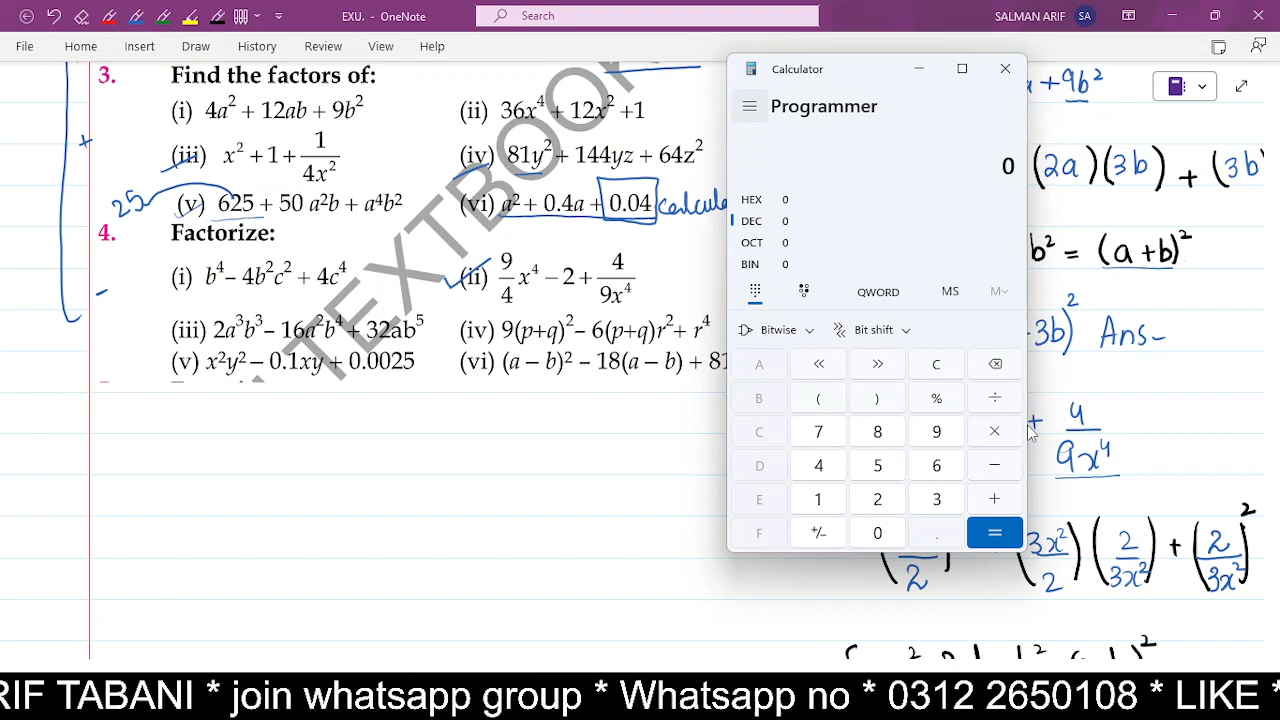 EXU. - OneNote
Search
SALMAN ARIF SA
File Home Insert Draw History Review View Help
3. Find the factors of:
(i) 4a² + 12ab + 9b² (ii) 36x⁴ + 12x² +1
(iii) x² + 1 + 1/4x² (iv) 81y² + 144yz + 64z²
25 (v) 625 + 50 a²b + a⁴b² (vi) a² + 0.4a + 0.04
4. Factorize:
(i) b⁴ – 4b²c² + 4c⁴ (ii) 9/4 x⁴ – 2 + 4/9x⁴
(iii) 2a³b³ – 16a²b⁴ + 32ab⁵ (iv) 9(p+q)² – 6(p+q)r² + r⁴
(v) x²y² – 0.1xy + 0.0025 (vi) (a – b)2 – 18(a – b) + 81
TEXTBOOK
+
-
Calculator
Programmer
0
HEX 0
DEC 0
OCT 0
BIN 0
QWORD MS M
Bitwise Bit shift
A << >> C
B ( ) % ÷
C 7 8 9 ×
D 4 5 6 −
E 1 2 3 +
F +/− 0 . =
+ 9b²
(2a)(3b) + (3b
b² = (a+b)²
3b)² Ans-
+ 4/9x⁴
2 3x²/2) (2/3x²) + (2/3x²)²
RIF TABANI * join whatsapp group * Whatsapp no * 0312 2650108 * LIKE *